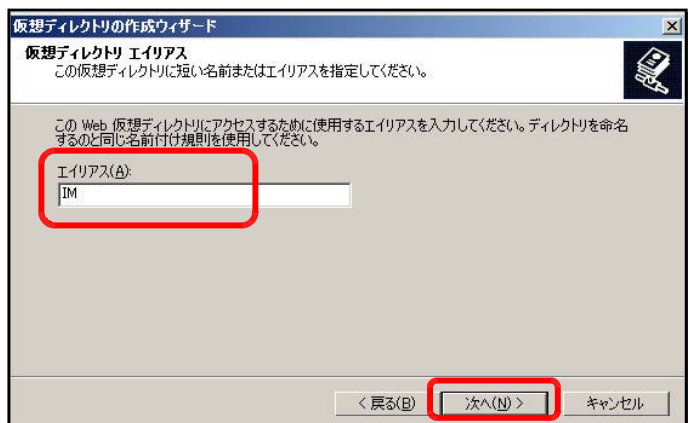 仮想ディレクトリの作成ウィザード
仮想ディレクトリ エイリアス
この仮想ディレクトリに短い名前またはエイリアスを指定してください。
この Web 仮想ディレクトリにアクセスするために使用するエイリアスを入力してください。ディレクトリを命名
するのと同じ名前付け規則を使用してください。
エイリアス(A):
IM
< 戻る(B) 次へ(N) > キャンセル